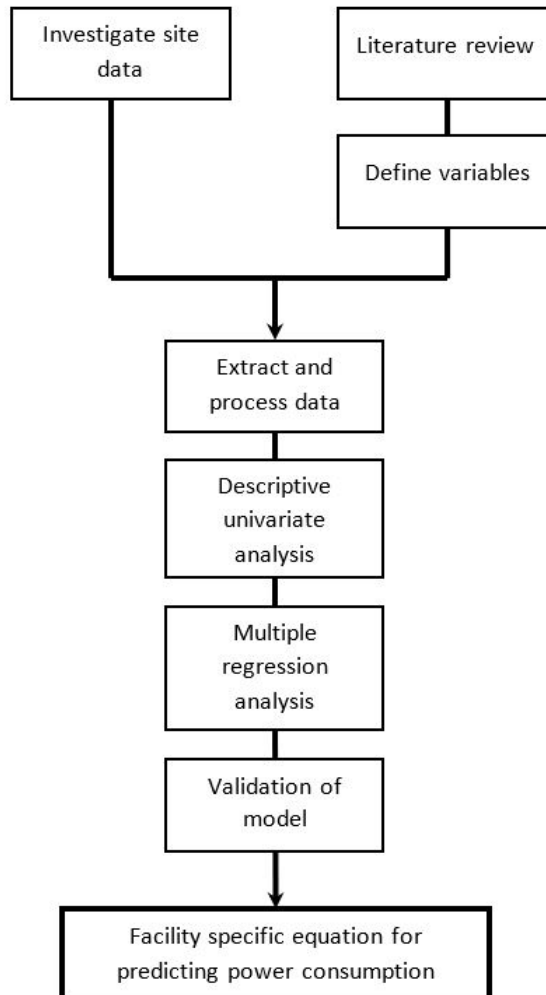 Investigate site
data
Literature review
Define variables
Extract and
process data
Descriptive
univariate
analysis
Multiple
regression
analysis
Validation of
model
Facility specific equation for
predicting power consumption